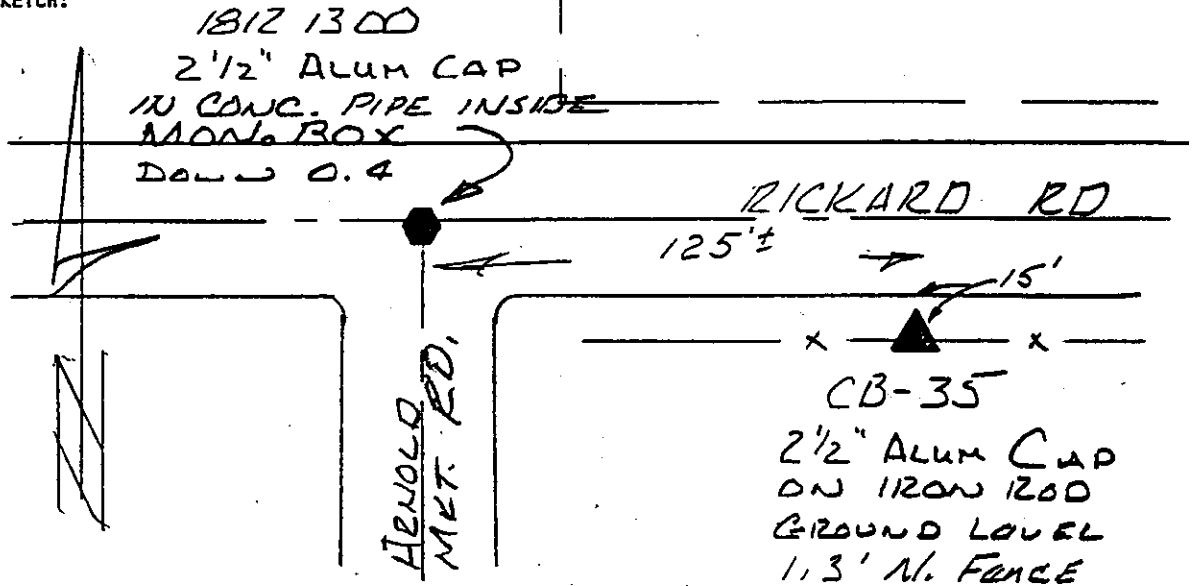 KETCH:
1812 1300
2 1/2" ALUM CAP
IN CONC. PIPE INSIDE
MON. BOX
DOWN 0.4
RICKARD RD
125'±
15'
ARNOLD
MKT. RD.
CB-35
2 1/2" ALUM CAP
ON IRON ROD
GROUND LEVEL
1.3' N. FENCE
N
x x